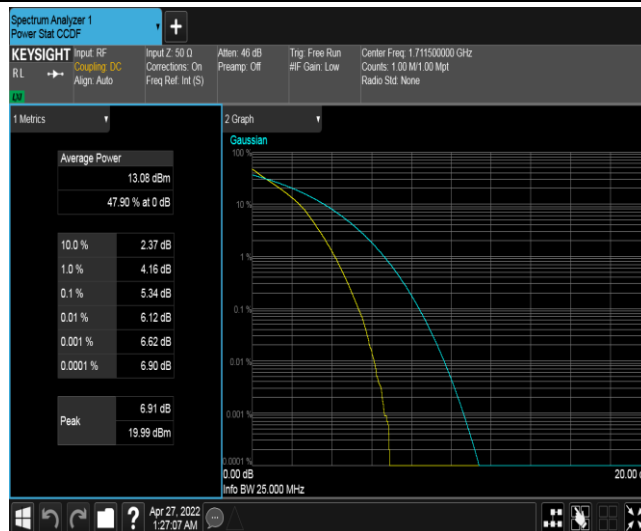 Spectrum Analyzer 1
Power Stat CCDF
+
KEYSIGHT
RL
LV
Input: RF
Coupling: DC
Align: Auto
Input Z: 50 Ω
Corrections: On
Freq Ref: Int (S)
Atten: 46 dB
Preamp: Off
Trig: Free Run
#IF Gain: Low
Center Freq: 1.711500000 GHz
Counts: 1.00 M/1.00 Mpt
Radio Std: None
1 Metrics
Average Power
13.08 dBm
47.90 % at 0 dB
10.0 % 2.37 dB
1.0 % 4.16 dB
0.1 % 5.34 dB
0.01 % 6.12 dB
0.001 % 6.62 dB
0.0001 % 6.90 dB
Peak
6.91 dB
19.99 dBm
2 Graph
Gaussian
100 %
10 %
1 %
0.1 %
0.01 %
0.001 %
0.0001 %
0.00 dB
20.00
Info BW 25.000 MHz
?
Apr 27, 2022
1:27:07 AM